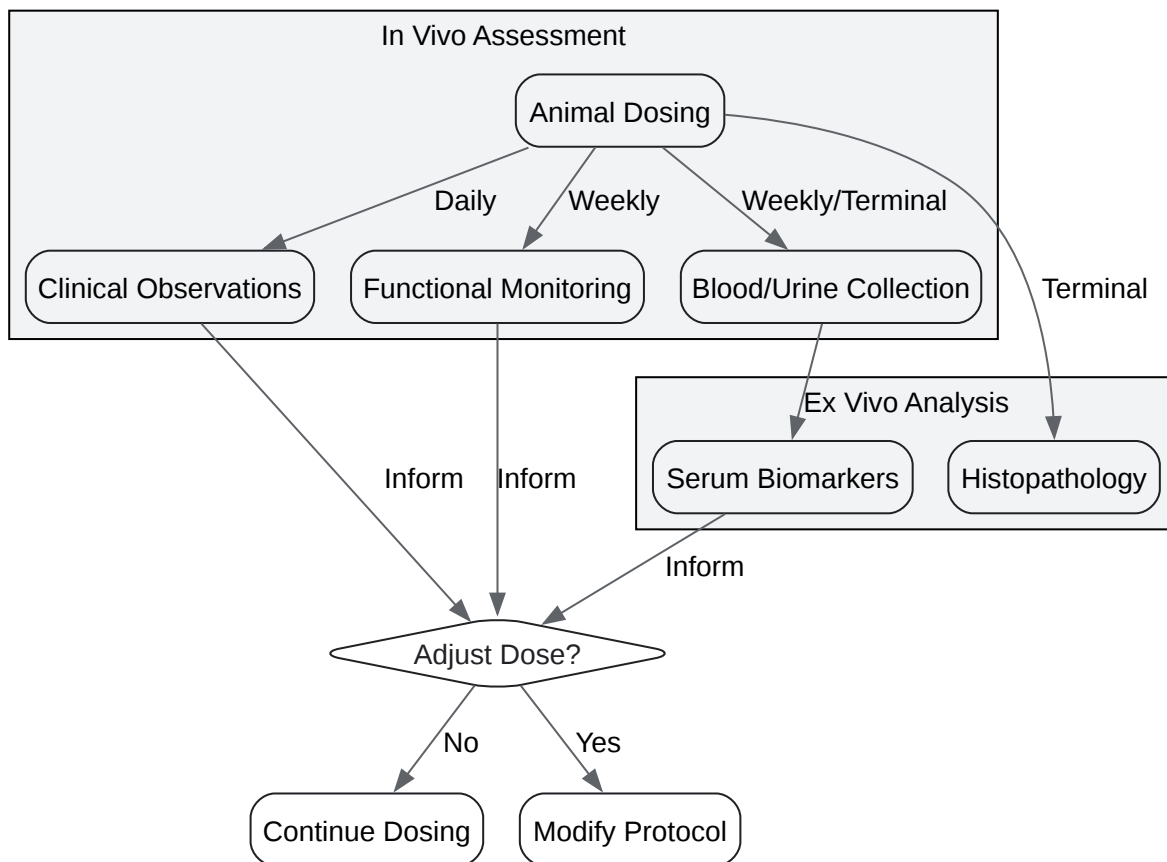 In Vivo Assessment
Animal Dosing
Daily
Weekly
Weekly/Terminal
Clinical Observations
Functional Monitoring
Blood/Urine Collection
Terminal
Ex Vivo Analysis
Inform
Inform
Serum Biomarkers
Histopathology
Inform
Adjust Dose?
No
Yes
Continue Dosing
Modify Protocol